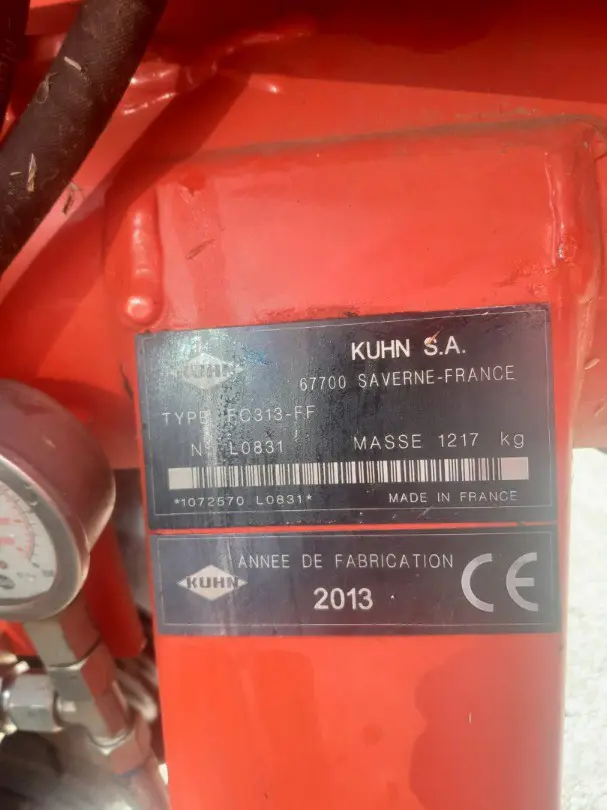 KUHN
KUHN S.A.
67700 SAVERNE-FRANCE
TYPE FC313-FF
N° L0831 MASSE 1217 kg
*1072570 L0831*
MADE IN FRANCE
KUHN
ANNEE DE FABRICATION
2013
CE